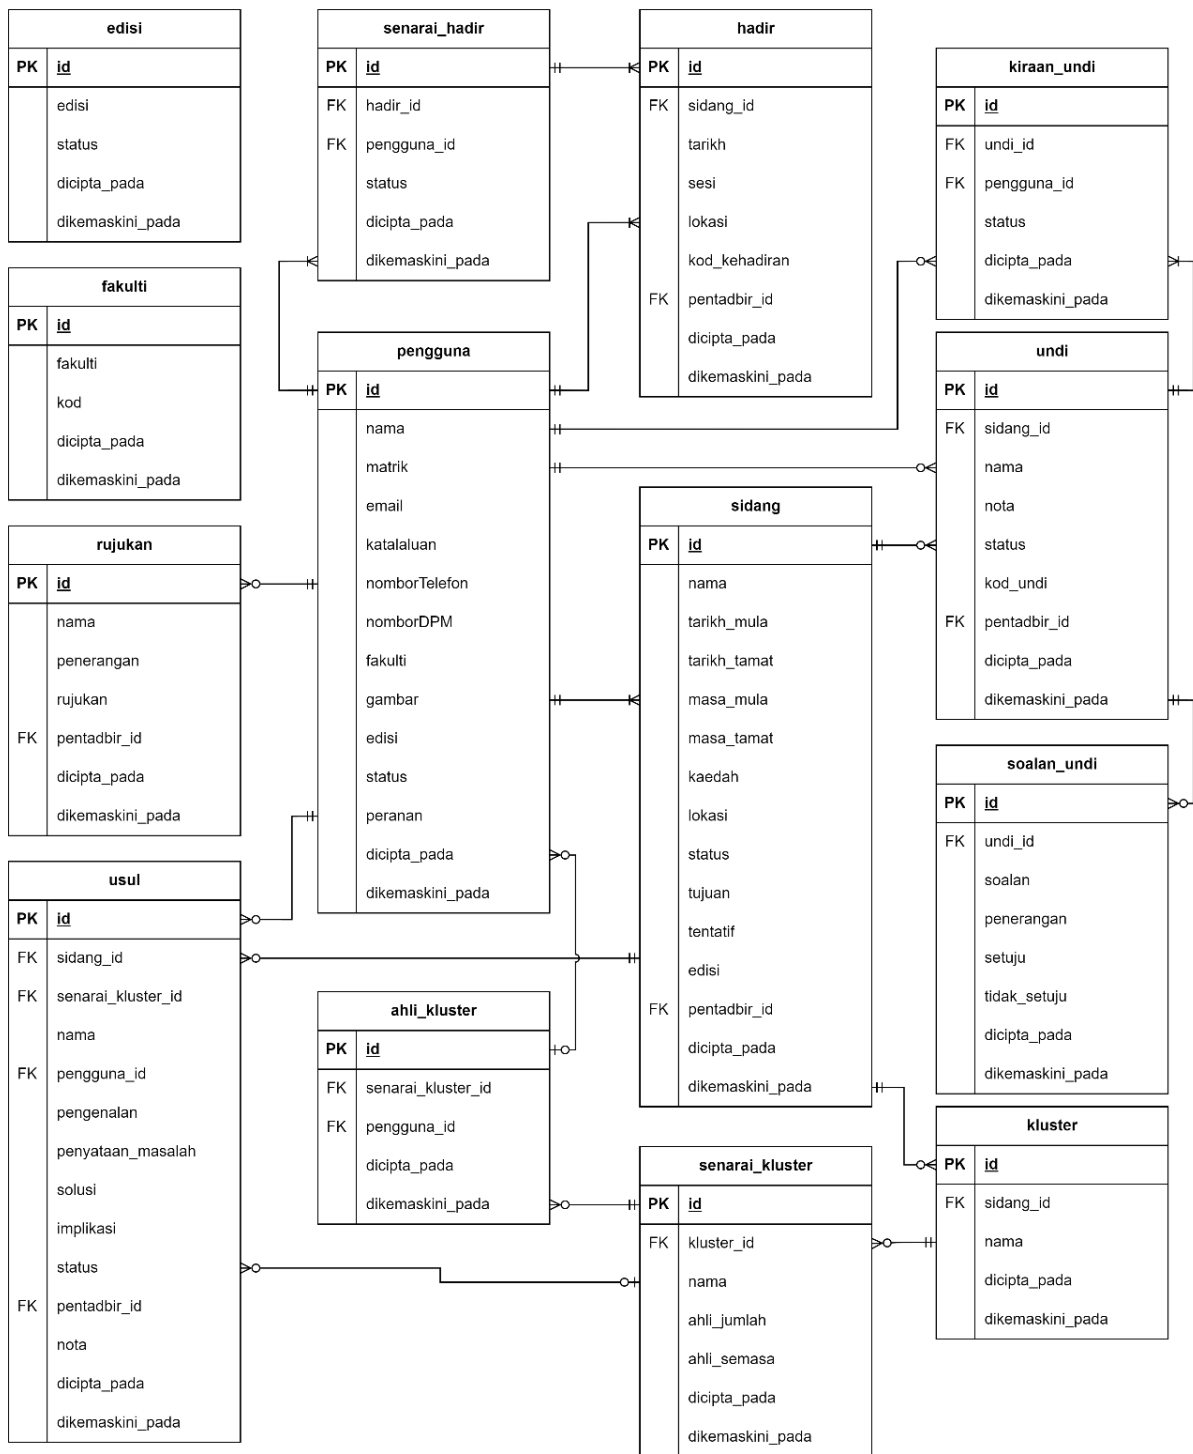 edisi
PK id
edisi
status
dicipta_pada
dikemaskini_pada
fakulti
PK id
fakulti
kod
dicipta_pada
dikemaskini_pada
rujukan
PK id
nama
penerangan
rujukan
FK pentadbir_id
dicipta_pada
dikemaskini_pada
usul
PK id
FK sidang_id
FK senarai_kluster_id
nama
FK pengguna_id
pengenalan
penyataan_masalah
solusi
implikasi
status
FK pentadbir_id
nota
dicipta_pada
dikemaskini_pada
senarai_hadir
PK id
FK hadir_id
FK pengguna_id
status
dicipta_pada
dikemaskini_pada
pengguna
PK id
nama
matrik
email
katalaluan
nomborTelefon
nomborDPM
fakulti
gambar
edisi
status
peranan
dicipta_pada
dikemaskini_pada
ahli_kluster
PK id
FK senarai_kluster_id
FK pengguna_id
dicipta_pada
dikemaskini_pada
hadir
PK id
FK sidang_id
tarikh
sesi
lokasi
kod_kehadiran
FK pentadbir_id
dicipta_pada
dikemaskini_pada
sidang
PK id
nama
tarikh_mula
tarikh_tamat
masa_mula
masa_tamat
kaedah
lokasi
status
tujuan
tentatif
edisi
FK pentadbir_id
dicipta_pada
dikemaskini_pada
senarai_kluster
PK id
FK kluster_id
nama
ahli_jumlah
ahli_semasa
dicipta_pada
dikemaskini_pada
kiraan_undi
PK id
FK undi_id
FK pengguna_id
status
dicipta_pada
dikemaskini_pada
undi
PK id
FK sidang_id
nama
nota
status
kod_undi
FK pentadbir_id
dicipta_pada
dikemaskini_pada
soalan_undi
PK id
FK undi_id
soalan
penerangan
setuju
tidak_setuju
dicipta_pada
dikemaskini_pada
kluster
PK id
FK sidang_id
nama
dicipta_pada
dikemaskini_pada